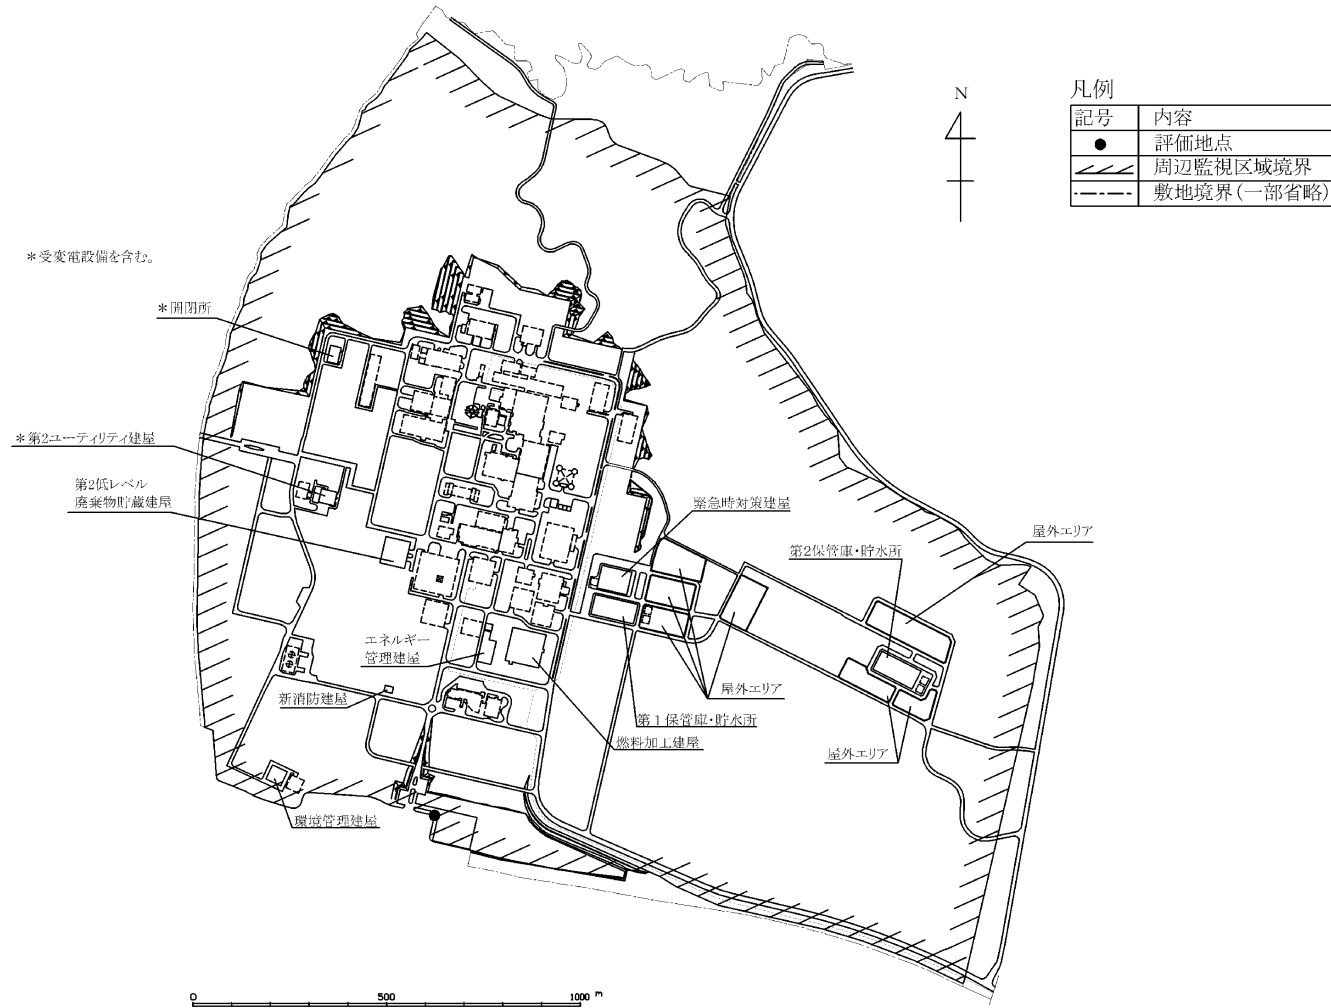 凡例
記号 内容
● 評価地点
周辺監視区域境界
敷地境界(一部省略)
N
*受変電設備を含む。
*開閉所
*第2ユーティリティ建屋
第2低レベル
廃棄物貯蔵建屋
緊急時対策建屋
屋外エリア
第2保管庫・貯水所
エネルギー
管理建屋
新消防建屋
屋外エリア
第1保管庫・貯水所
燃料加工建屋
屋外エリア
環境管理建屋
0 500 1000 m